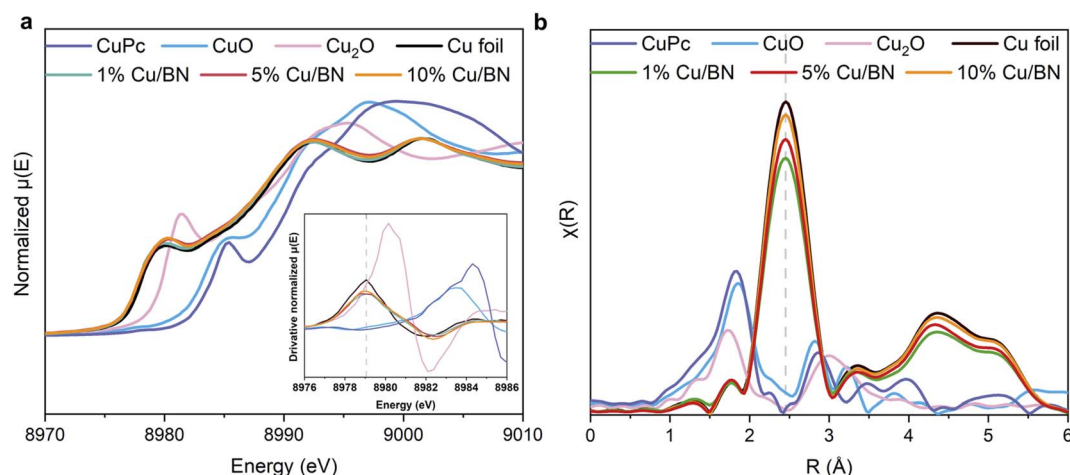 a
CuPc CuO Cu₂O Cu foil
1% Cu/BN 5% Cu/BN 10% Cu/BN
Normalized μ(E)
Drivative normalized μ(E)
8976 8978 8980 8982 8984 8986
Energy (eV)
8970 8980 8990 9000 9010
Energy (eV)
b
CuPc CuO Cu₂O Cu foil
1% Cu/BN 5% Cu/BN 10% Cu/BN
χ(R)
0 1 2 3 4 5 6
R (Å)